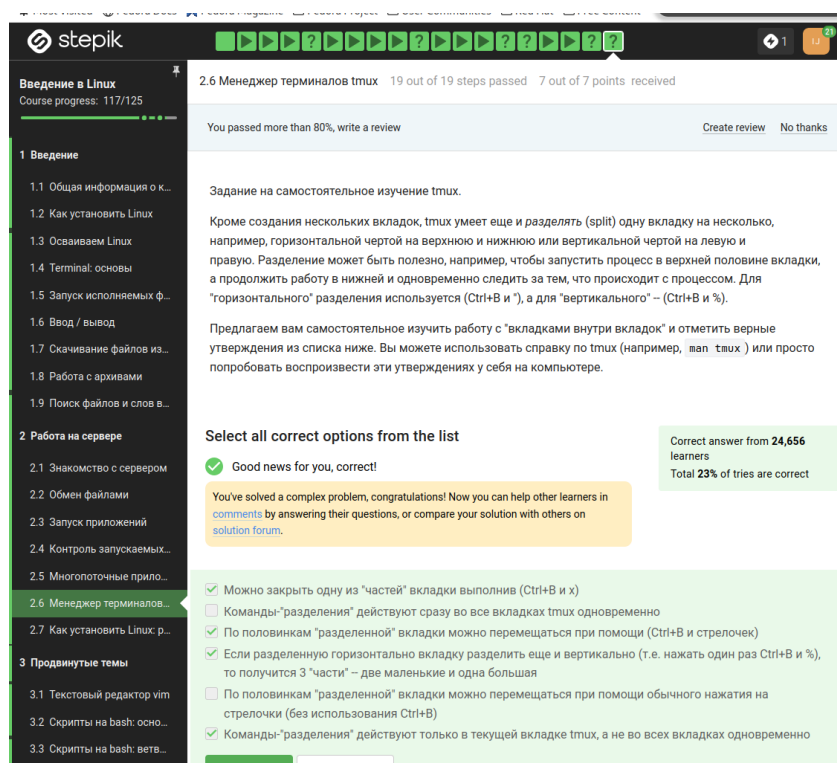 stepik
1
21
Введение в Linux
Course progress: 117/125
2.6 Менеджер терминалов tmux 19 out of 19 steps passed 7 out of 7 points received
You passed more than 80%, write a review
Create review No thanks
1 Введение
1.1 Общая информация о к...
1.2 Как установить Linux
1.3 Осваиваем Linux
1.4 Terminal: основы
1.5 Запуск исполняемых ф...
1.6 Ввод / вывод
1.7 Скачивание файлов из...
1.8 Работа с архивами
1.9 Поиск файлов и слов в...
2 Работа на сервере
2.1 Знакомство с сервером
2.2 Обмен файлами
2.3 Запуск приложений
2.4 Контроль запускаемых...
2.5 Многопоточные прило...
2.6 Менеджер терминалов...
2.7 Как установить Linux: р...
3 Продвинутые темы
3.1 Текстовый редактор vim
3.2 Скрипты на bash: осно...
3.3 Скрипты на bash: ветв...
Задание на самостоятельное изучение tmux.
Кроме создания нескольких вкладок, tmux умеет еще и разделять (split) одну вкладку на несколько,
например, горизонтальной чертой на верхнюю и нижнюю или вертикальной чертой на левую и
правую. Разделение может быть полезно, например, чтобы запустить процесс в верхней половине вкладки,
а продолжить работу в нижней и одновременно следить за тем, что происходит с процессом. Для
"горизонтального" разделения используется (Ctrl+B и "), а для "вертикального" – (Ctrl+B и %).
Предлагаем вам самостоятельное изучить работу с "вкладками внутри вкладок" и отметить верные
утверждения из списка ниже. Вы можете использовать справку по tmux (например, man tmux ) или просто
попробовать воспроизвести эти утверждениях у себя на компьютере.
Select all correct options from the list
Good news for you, correct!
You've solved a complex problem, congratulations! Now you can help other learners in
comments by answering their questions, or compare your solution with others on
solution forum.
Correct answer from 24,656
learners
Total 23% of tries are correct
Можно закрыть одну из "частей" вкладки выполнив (Ctrl+B и x)
Команды-"разделения" действуют сразу во все вкладках tmux одновременно
По половинкам "разделенной" вкладки можно перемещаться при помощи (Ctrl+B и стрелочек)
Если разделенную горизонтально вкладку разделить еще и вертикально (т.е. нажать один раз Ctrl+B и %),
то получится 3 "части" – две маленькие и одна большая
По половинкам "разделенной" вкладки можно перемещаться при помощи обычного нажатия на
стрелочки (без использования Ctrl+B)
Команды-"разделения" действуют только в текущей вкладке tmux, а не во всех вкладках одновременно